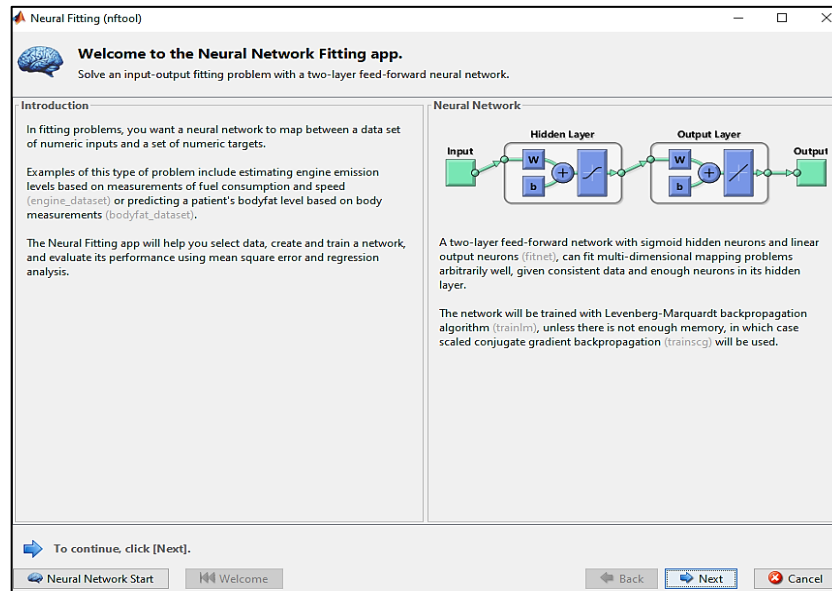 Neural Fitting (nftool)
Welcome to the Neural Network Fitting app.
Solve an input-output fitting problem with a two-layer feed-forward neural network.
Introduction
In fitting problems, you want a neural network to map between a data set
of numeric inputs and a set of numeric targets.
Examples of this type of problem include estimating engine emission
levels based on measurements of fuel consumption and speed
(engine_dataset) or predicting a patient's bodyfat level based on body
measurements (bodyfat_dataset).
The Neural Fitting app will help you select data, create and train a network,
and evaluate its performance using mean square error and regression
analysis.
Neural Network
Hidden Layer
Output Layer
Input
Output
W
b
+
W
b
+
A two-layer feed-forward network with sigmoid hidden neurons and linear
output neurons (fitnet), can fit multi-dimensional mapping problems
arbitrarily well, given consistent data and enough neurons in its hidden
layer.
The network will be trained with Levenberg-Marquardt backpropagation
algorithm (trainlm), unless there is not enough memory, in which case
scaled conjugate gradient backpropagation (trainscg) will be used.
To continue, click [Next].
Neural Network Start
Welcome
Back
Next
Cancel